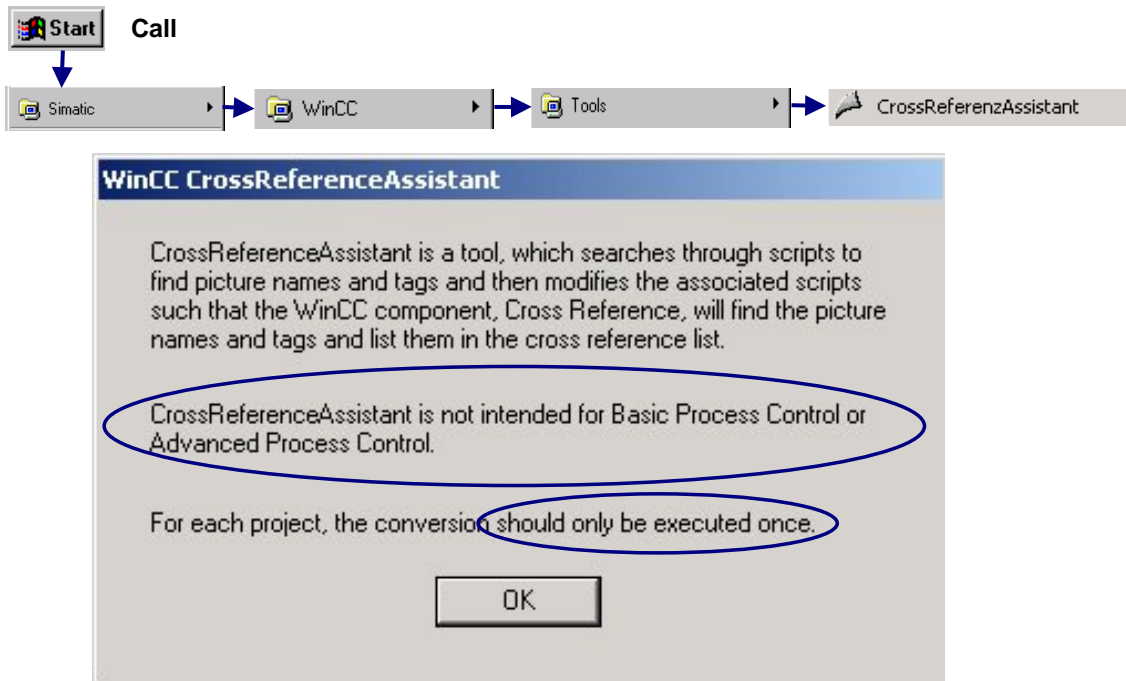 Start
Call
Simatic
WinCC
Tools
CrossReferenzAssistant
WinCC CrossReferenceAssistant
CrossReferenceAssistant is a tool, which searches through scripts to
find picture names and tags and then modifies the associated scripts
such that the WinCC component, Cross Reference, will find the picture
names and tags and list them in the cross reference list.
CrossReferenceAssistant is not intended for Basic Process Control or
Advanced Process Control.
For each project, the conversion should only be executed once.
OK